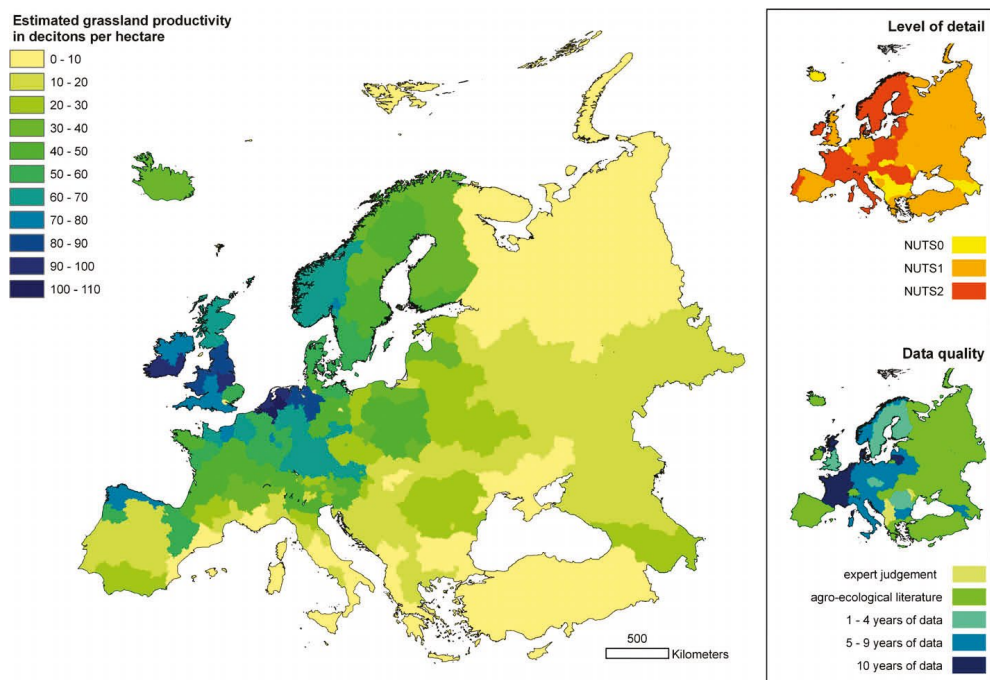 Estimated grassland productivity
in decitons per hectare
0 - 10
10 - 20
20 - 30
30 - 40
40 - 50
50 - 60
60 - 70
70 - 80
80 - 90
90 - 100
100 - 110
500
Kilometers
Level of detail
NUTS0
NUTS1
NUTS2
Data quality
expert judgement
agro-ecological literature
1 - 4 years of data
5 - 9 years of data
10 years of data